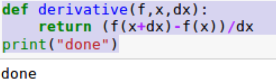 def derivative(f,x,dx):
    return (f(x+dx)-f(x))/dx
print("done")
done